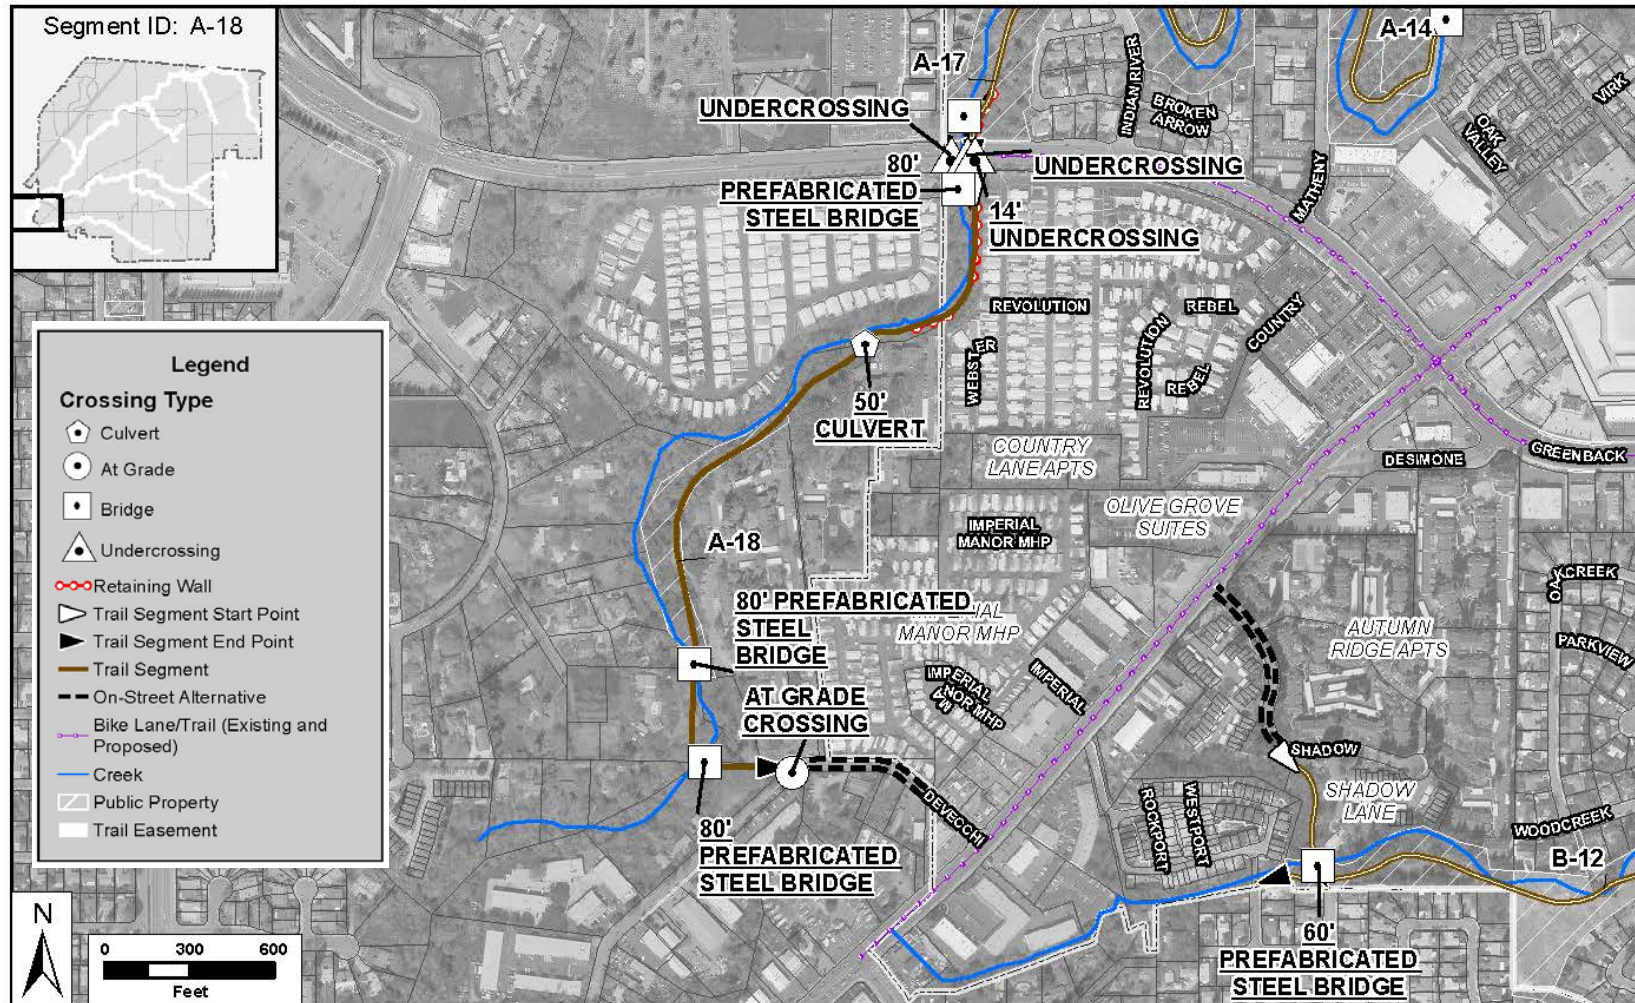 Segment ID: A-18
A-14
A-17
UNDERCROSSING
INDIAN RIVER
BROKEN
ARROW
OAK
VALLEY
VIRK
80'
PREFABRICATED
STEEL BRIDGE
UNDERCROSSING
14'
UNDERCROSSING
MATHENY
REVOLUTION
REBEL
COUNTRY
WEBSTER
REVOLUTION
REBEL
50'
CULVERT
COUNTRY
LANE APTS
DESIMONE
GREENBACK
OLIVE GROVE
SUITES
IMPERIAL
MANOR MHP
A-18
80' PREFABRICATED
STEEL
BRIDGE
MANOR MHP
OAK CREEK
PARKVIEW
AUTUMN
RIDGE APTS
IMPERIAL
IMPERIAL
AT GRADE
CROSSING
SHADOW
DEVECCHI
SHADOW
LANE
ROCKPORT
WESTPORT
WOODCREEK
B-12
80'
PREFABRICATED
STEEL BRIDGE
60'
PREFABRICATED
STEEL BRIDGE
Legend
Crossing Type
Culvert
At Grade
Bridge
Undercrossing
Retaining Wall
Trail Segment Start Point
Trail Segment End Point
Trail Segment
On-Street Alternative
Bike Lane/Trail (Existing and
Proposed)
Creek
Public Property
Trail Easement
N
0 300 600
Feet